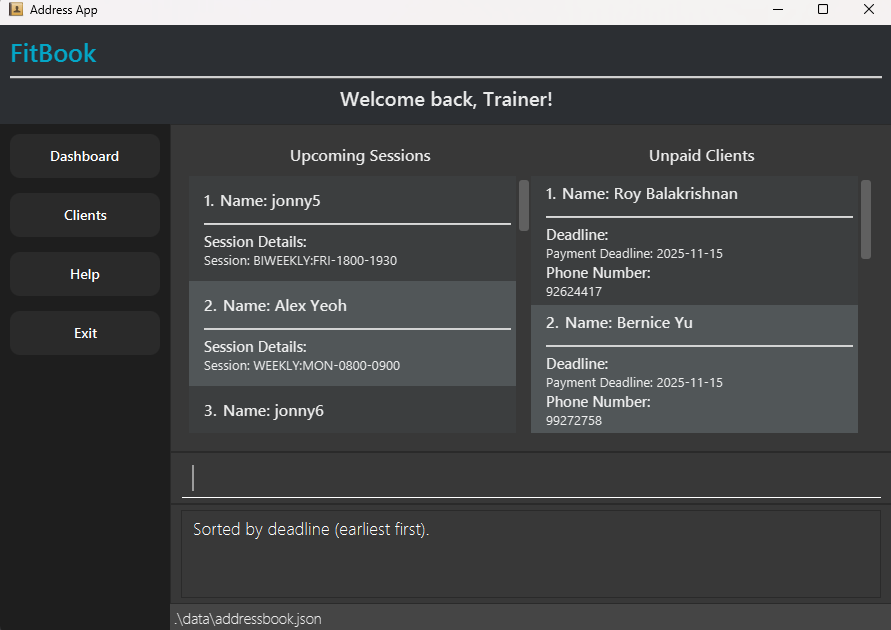 Address App
FitBook
Welcome back, Trainer!
Dashboard
Clients
Help
Exit
Upcoming Sessions
1. Name: jonny5
Session Details:
Session: BIWEEKLY:FRI-1800-1930
2. Name: Alex Yeoh
Session Details:
Session: WEEKLY:MON-0800-0900
3. Name: jonny6
Unpaid Clients
1. Name: Roy Balakrishnan
Deadline:
Payment Deadline: 2025-11-15
Phone Number:
92624417
2. Name: Bernice Yu
Deadline:
Payment Deadline: 2025-11-15
Phone Number:
99272758
Sorted by deadline (earliest first).
.\data\addressbook.json